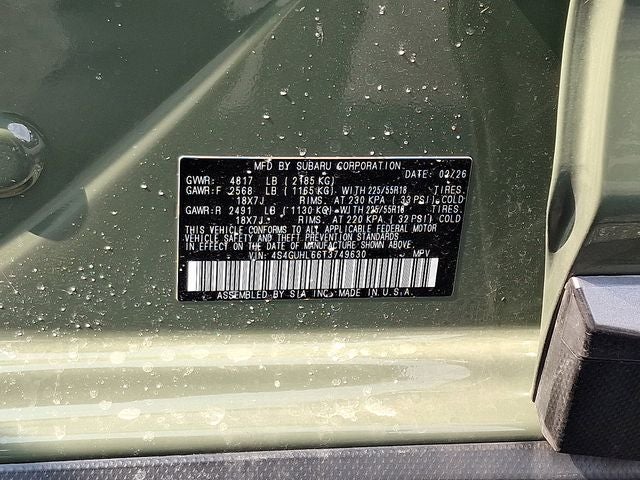 MFD BY SUBARU CORPORATION
GVWR: 4817 LB (2185 KG) DATE: 03/26
GAWR:F 2568 LB (1165 KG) WITH 225/55R18 TIRES.
18X7J RIMS. AT 230 KPA (33 PSI) COLD
GAWR:R 2491 LB (1130 KG) WITH 225/55R18 TIRES.
18X7J RIMS. AT 220 KPA (32 PSI) COLD
THIS VEHICLE CONFORMS TO ALL APPLICABLE FEDERAL MOTOR
VEHICLE SAFETY AND THEFT PREVENTION STANDARDS
IN EFFECT ON THE DATE OF MANUFACTURE SHOWN ABOVE.
VIN: 4S4GUHL66T3749630 MPV
ASSEMBLED BY SIA INC. MADE IN U.S.A.